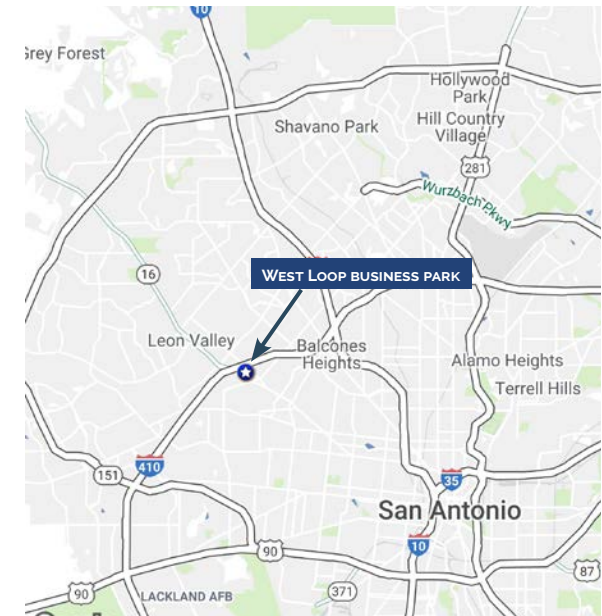 10
Grey Forest
Hollywood
Park
Shavano Park
Hill Country
Village
281
Wurzbach Pkwy
WEST LOOP BUSINESS PARK
16
Leon Valley
Balcones
Heights
Alamo Heights
Terrell Hills
410
151
35
San Antonio
10
90
87
90
LACKLAND AFB
371